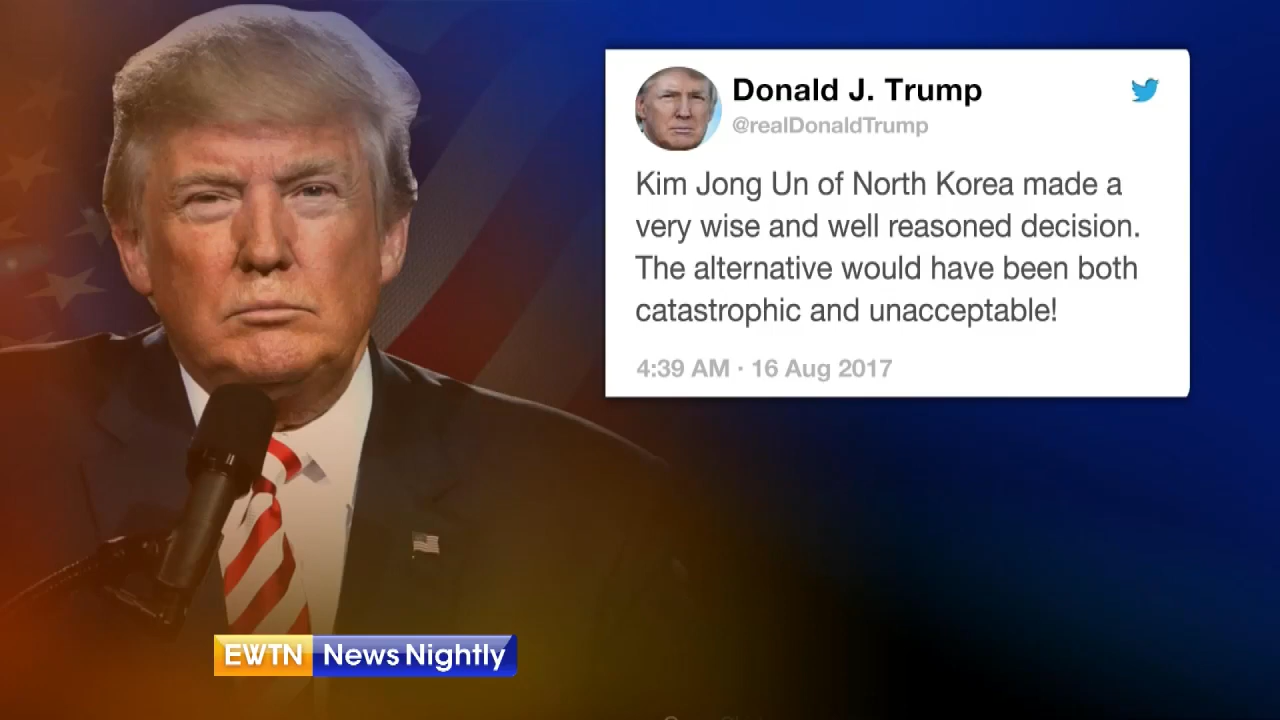 Donald J. Trump
@realDonaldTrump
Kim Jong Un of North Korea made a
very wise and well reasoned decision.
The alternative would have been both
catastrophic and unacceptable!
4:39 AM · 16 Aug 2017
EWTN News Nightly